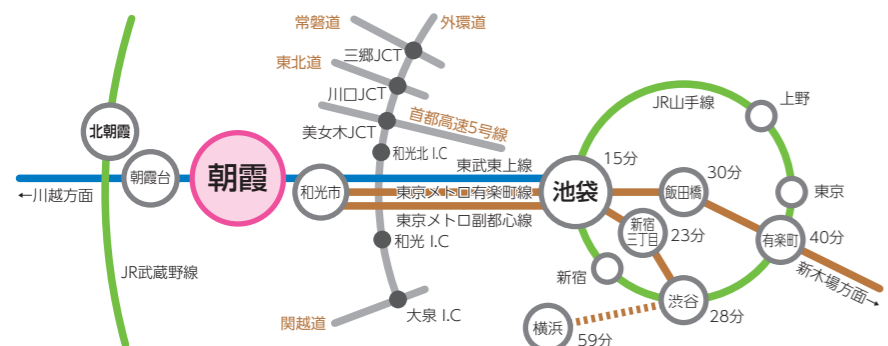 常磐道
外環道
三郷JCT
東北道
川口JCT
首都高速5号線
美女木JCT
和光北 I.C
JR山手線
上野
北朝霞
朝霞台
朝霞
和光市
東武東上線
東京メトロ有楽町線
東京メトロ副都心線
池袋
15分
30分
飯田橋
東京
←川越方面
新宿
三丁目
23分
有楽町
40分
和光 I.C
JR武蔵野線
新宿
新木場方面→
渋谷
28分
関越道
大泉 I.C
横浜
59分